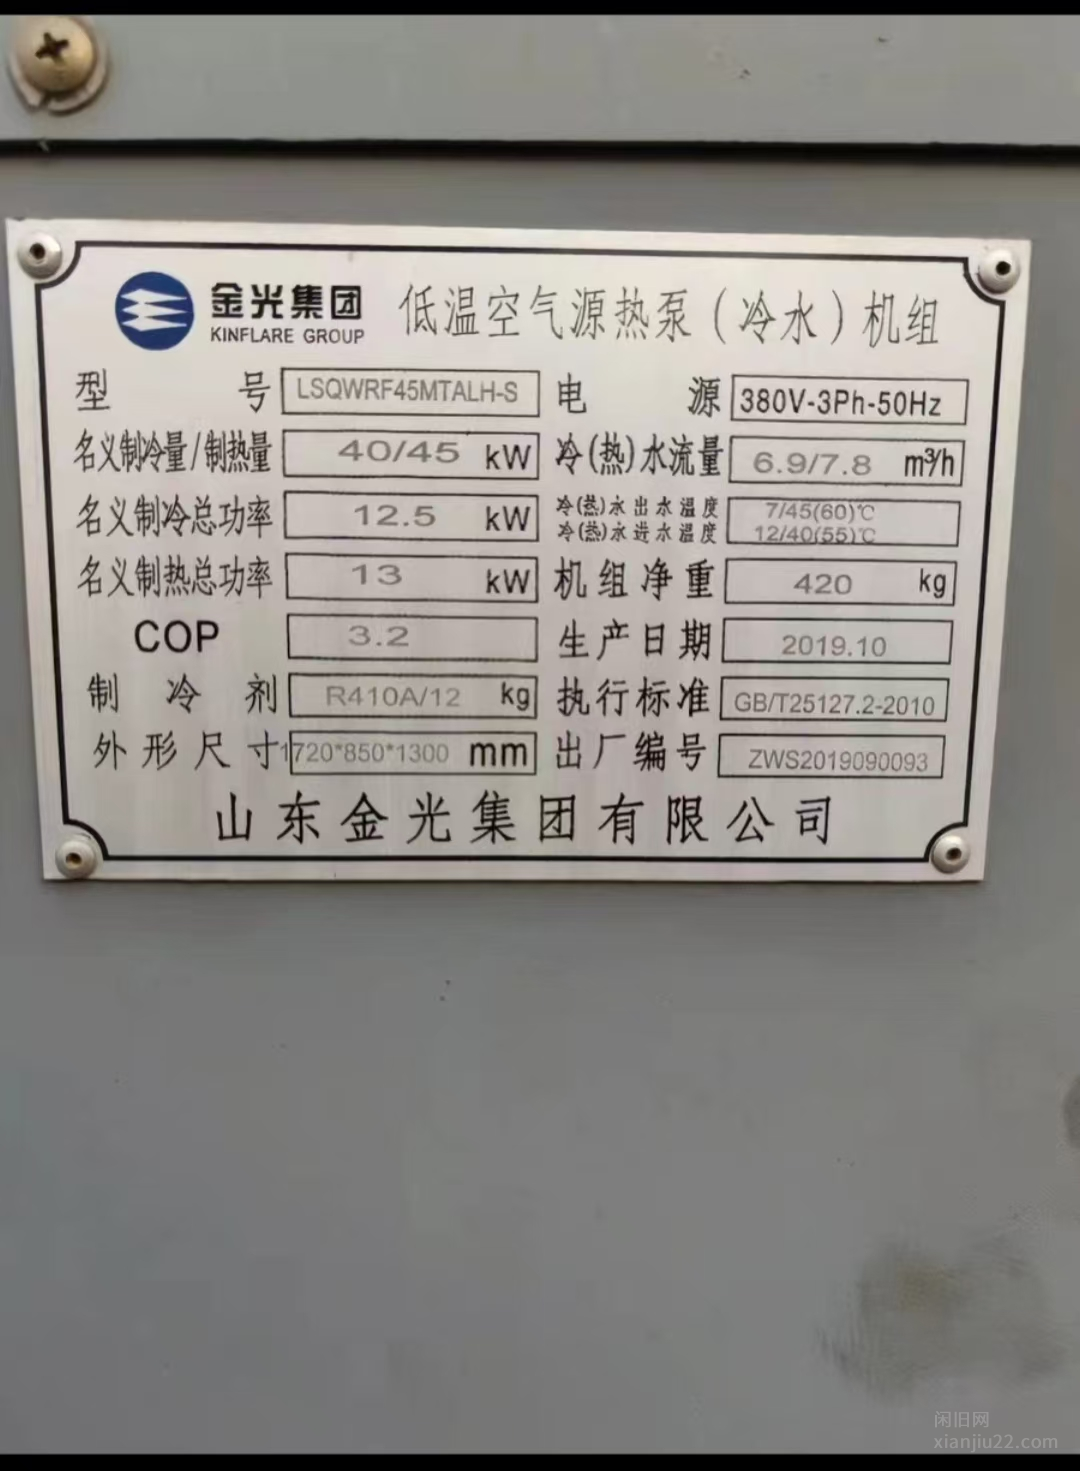 金光集团
KINFLARE GROUP
低温空气源热泵(冷水)机组
型号 LSQWRF45MTALH-S 电源 380V-3Ph-50Hz
名义制冷量/制热量 40/45 kW 冷(热)水流量 6.9/7.8 m³/h
名义制冷总功率 12.5 kW 冷(热)水出水温度 7/45(60)℃
冷(热)水进水温度 12/40(55)℃
名义制热总功率 13 kW 机组净重 420 kg
COP 3.2 生产日期 2019.10
制冷剂 R410A/12 kg 执行标准 GB/T25127.2-2010
外形尺寸 1720*850*1300 mm 出厂编号 ZWS2019090093
山东金光集团有限公司
闲旧网
xianjiu22.com